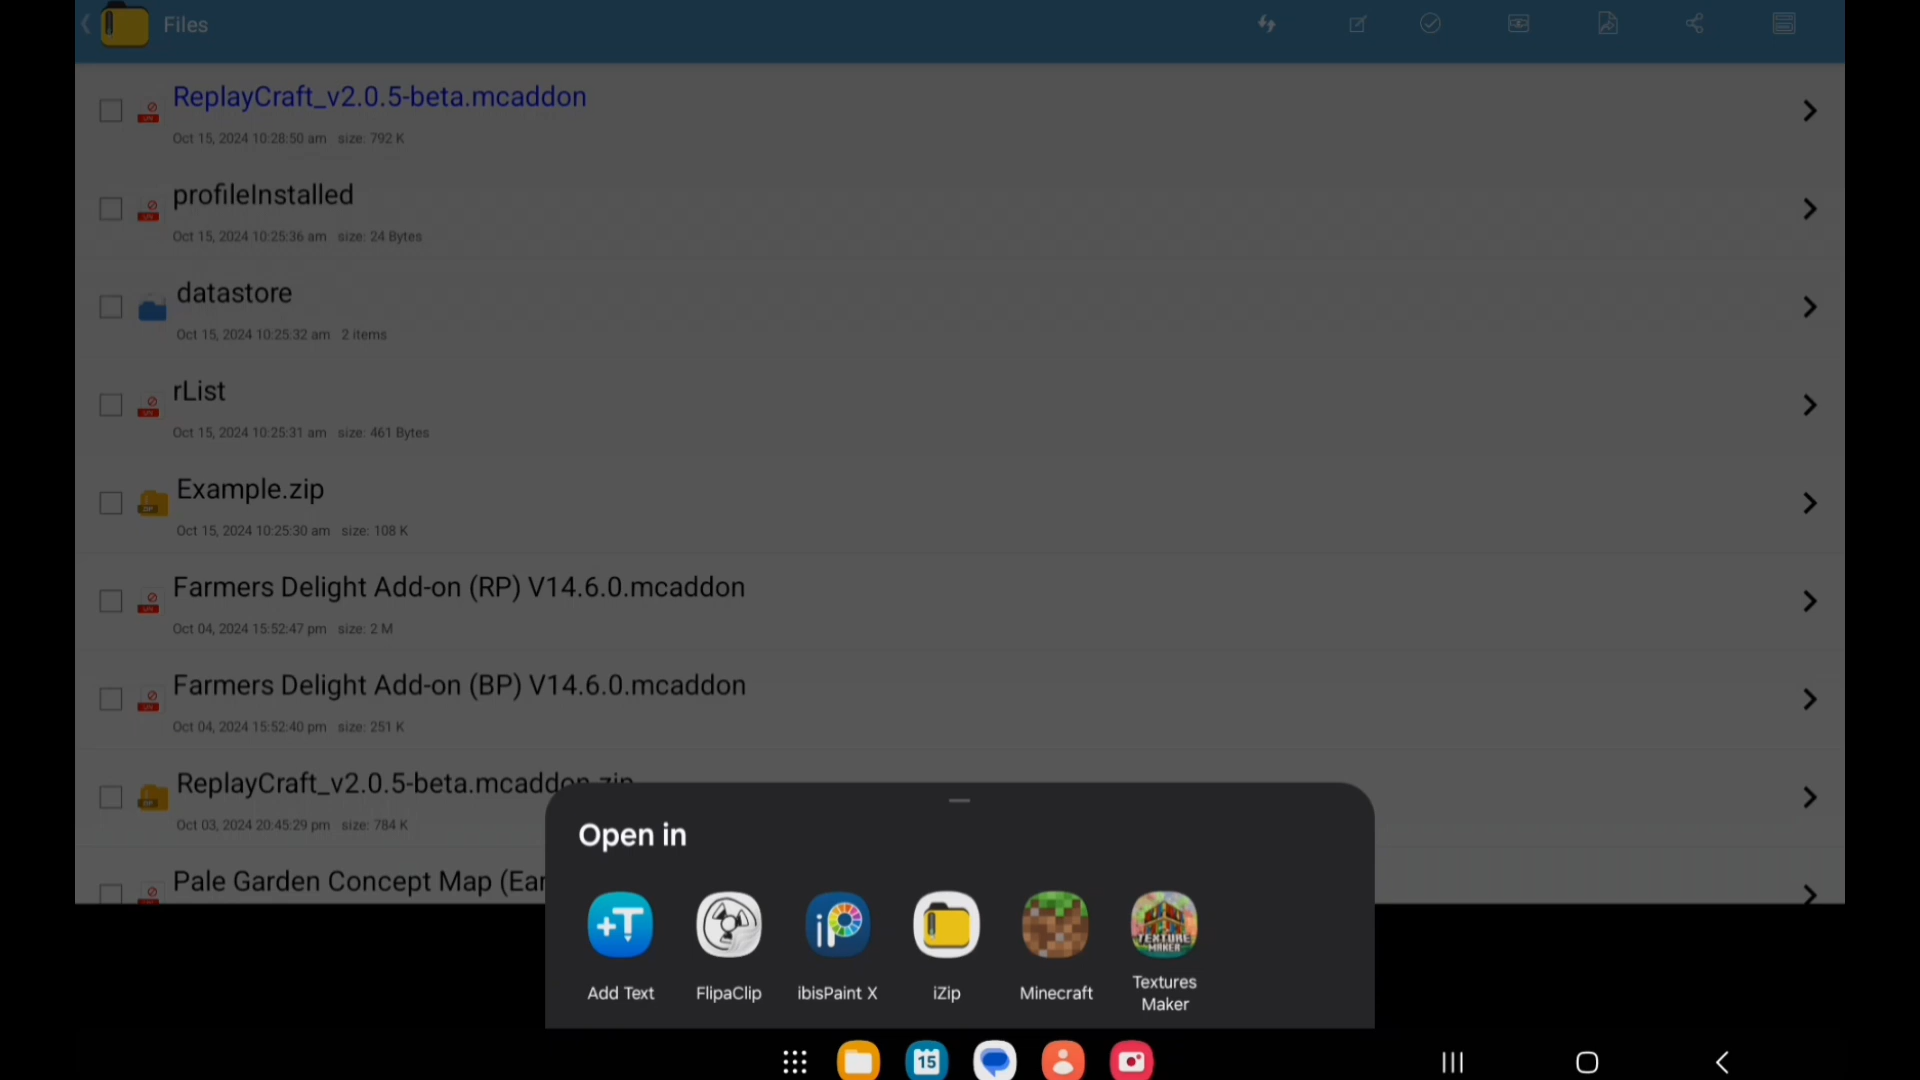 Files
ReplayCraft_v2.0.5-beta.mcaddon
Oct 15, 2024 10:28:50 am size: 792 K
profileInstalled
Oct 15, 2024 10:25:36 am size: 24 Bytes
datastore
Oct 15, 2024 10:25:32 am 2 items
rList
Oct 15, 2024 10:25:31 am size: 461 Bytes
Example.zip
Oct 15, 2024 10:25:30 am size: 108 K
Farmers Delight Add-on (RP) V14.6.0.mcaddon
Oct 04, 2024 15:52:47 pm size: 2 M
Farmers Delight Add-on (BP) V14.6.0.mcaddon
Oct 04, 2024 15:52:40 pm size: 251 K
ReplayCraft_v2.0.5-beta.mcaddon.zip
Oct 03, 2024 20:45:29 pm size: 784 K
Pale Garden Concept Map (Ear
Open in
+T
iP
TEXTURE
MAKER
Add Text
FlipaClip
ibisPaint X
iZip
Minecraft
Textures
Maker
15